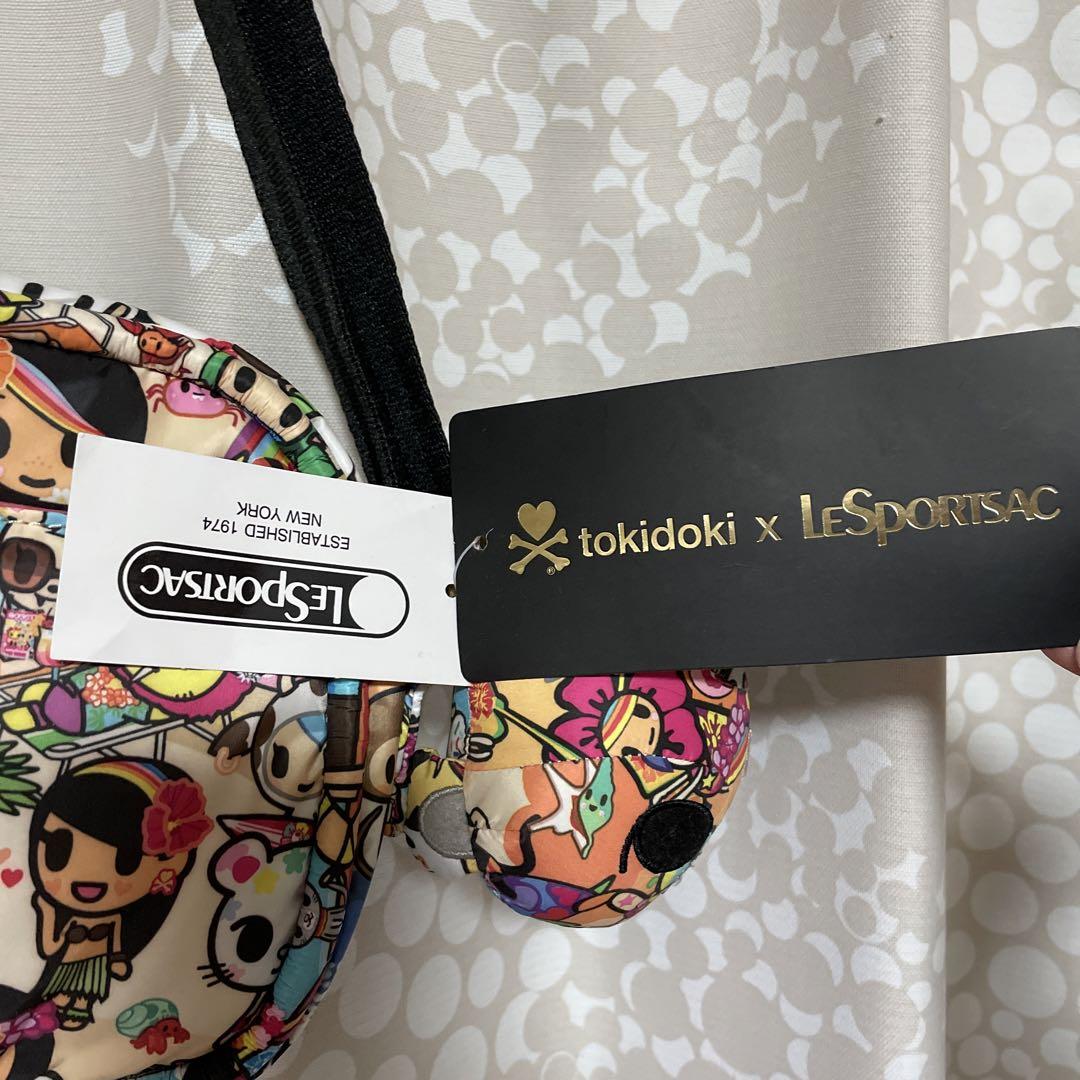 tokidoki x LESPORTSAC
®
LESPORTSAC
NEW YORK
ESTABLISHED 1974